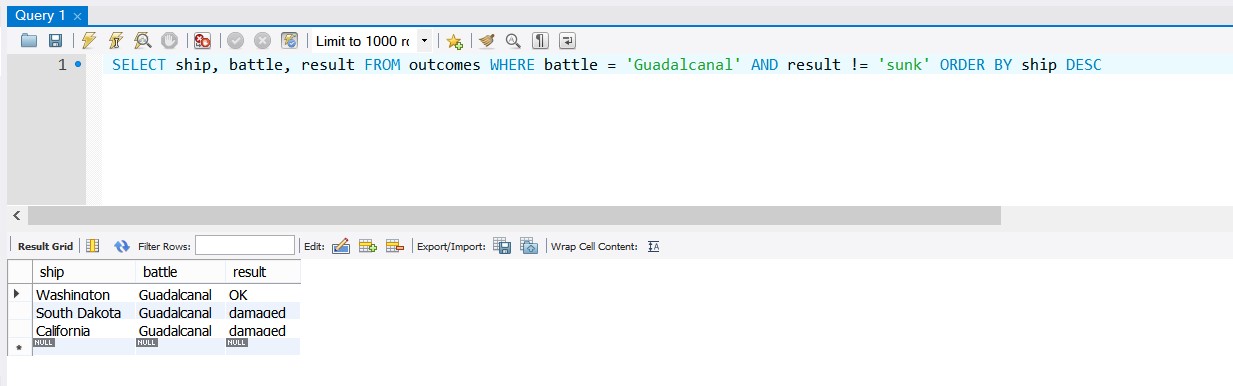 Query 1 ×
Limit to 1000 rc
1 SELECT ship, battle, result FROM outcomes WHERE battle = 'Guadalcanal' AND result != 'sunk' ORDER BY ship DESC
Result Grid Filter Rows: Edit: Export/Import: Wrap Cell Content:
ship battle result
Washington Guadalcanal OK
South Dakota Guadalcanal damaged
California Guadalcanal damaged
NULL NULL NULL